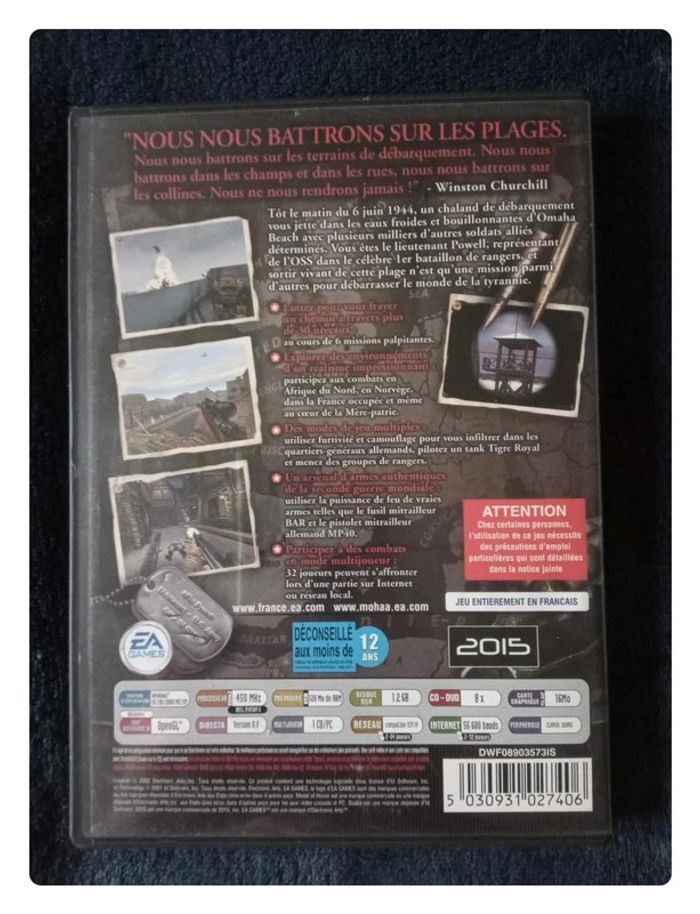 "NOUS NOUS BATTRONS SUR LES PLAGES.
Nous nous battrons sur les terrains de débarquement. Nous nous
battrons dans les champs et dans les rues, nous nous battrons sur
les collines. Nous ne nous rendrons jamais !" - Winston Churchill
Tôt le matin du 6 juin 1944, un chaland de débarquement
vous jette dans les eaux froides et bouillonnantes d'Omaha
Beach avec plusieurs milliers d'autres soldats alliés
déterminés. Vous êtes le lieutenant Powell, représentant
de l'OSS dans le célèbre 1er bataillon de rangers, et
sortir vivant de cette plage n'est qu'une mission parmi
d'autres pour débarrasser le monde de la tyrannie.
Luttez pour vous frayer
un chemin à travers plus
de 30 niveaux :
au cours de 6 missions palpitantes.
Explorez des environnements
d'un réalisme impressionnant :
participez aux combats en
Afrique du Nord, en Norvège,
dans la France occupée et même
au cœur de la Mère-patrie.
Des modes de jeu multiples :
utilisez furtivité et camouflage pour vous infiltrer dans les
quartiers-généraux allemands, pilotez un tank Tigre Royal
et menez des groupes de rangers.
Un arsenal d'armes authentiques
de la seconde guerre mondiale :
utilisez la puissance de feu de vraies
armes telles que le fusil mitrailleur
BAR et le pistolet mitrailleur
allemand MP40.
Participez à des combats
en mode multijoueur :
32 joueurs peuvent s'affronter
lors d'une partie sur Internet
ou réseau local.
www.france.ea.com www.mohaa.ea.com
ATTENTION
Chez certaines personnes,
l'utilisation de ce jeu nécessite
des précautions d'emploi
particulières qui sont détaillées
dans la notice jointe
JEU ENTIEREMENT EN FRANCAIS
EA
GAMES
DÉCONSEILLÉ
aux moins de
12
ANS
2015
PROCESSEUR 450 MHz
MEMOIRE 128 Mo de RAM
DISQUE DUR 1.2 GB
CD-DVD 8 x
CARTE GRAPHIQUE 16Mo
OpenGL
DIRECTX Version 8.0
MULTIJOUEUR 1 CD/PC
RESEAU
2-64 joueurs
INTERNET 56 600 bauds
2-32 joueurs
PERIPHERIQUE
DWF08903573IS
5 030931 027406